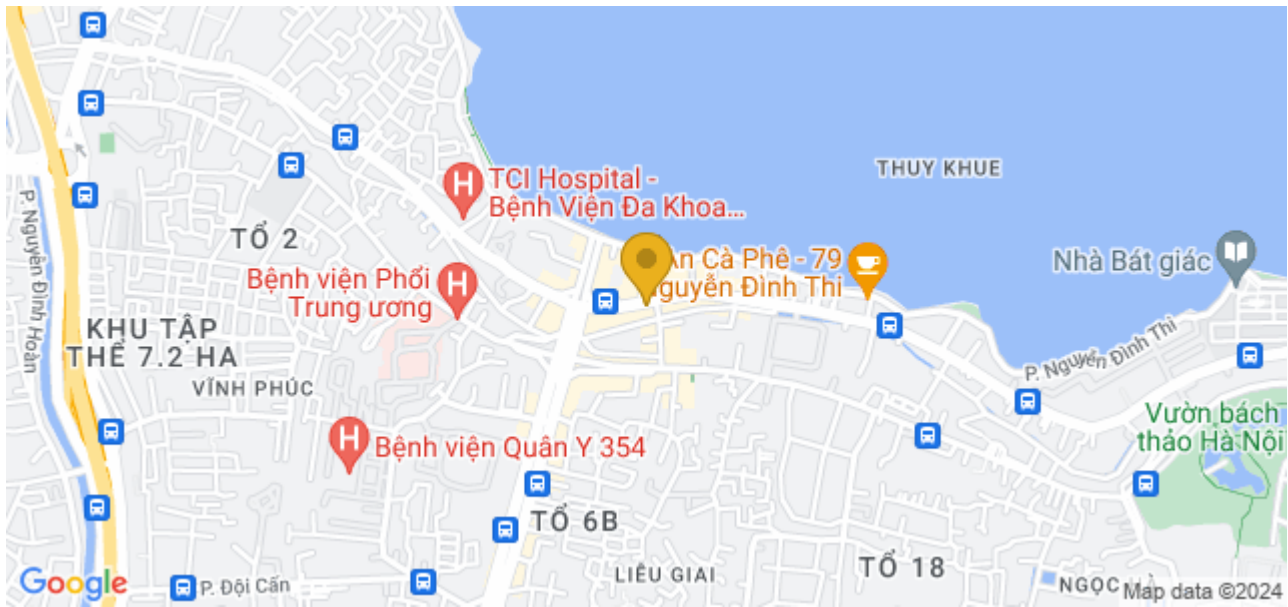 THUY KHUE
TCI Hospital -
Bệnh Viện Đa Khoa...
P. Nguyễn Đình Hoàn
TỔ 2
An Cà Phê - 79
Nguyễn Đình Thi
Nhà Bát giác
Bệnh viện Phổi
Trung ương
KHU TẬP
THỂ 7.2 HA
VĨNH PHÚC
P. Nguyễn Đình Thi
Vườn bách
thảo Hà Nội
Bệnh viện Quân Y 354
TỔ 6B
LIỄU GIAI
TỔ 18
Google
P. Đội Cấn
NGỌC
Map data ©2024